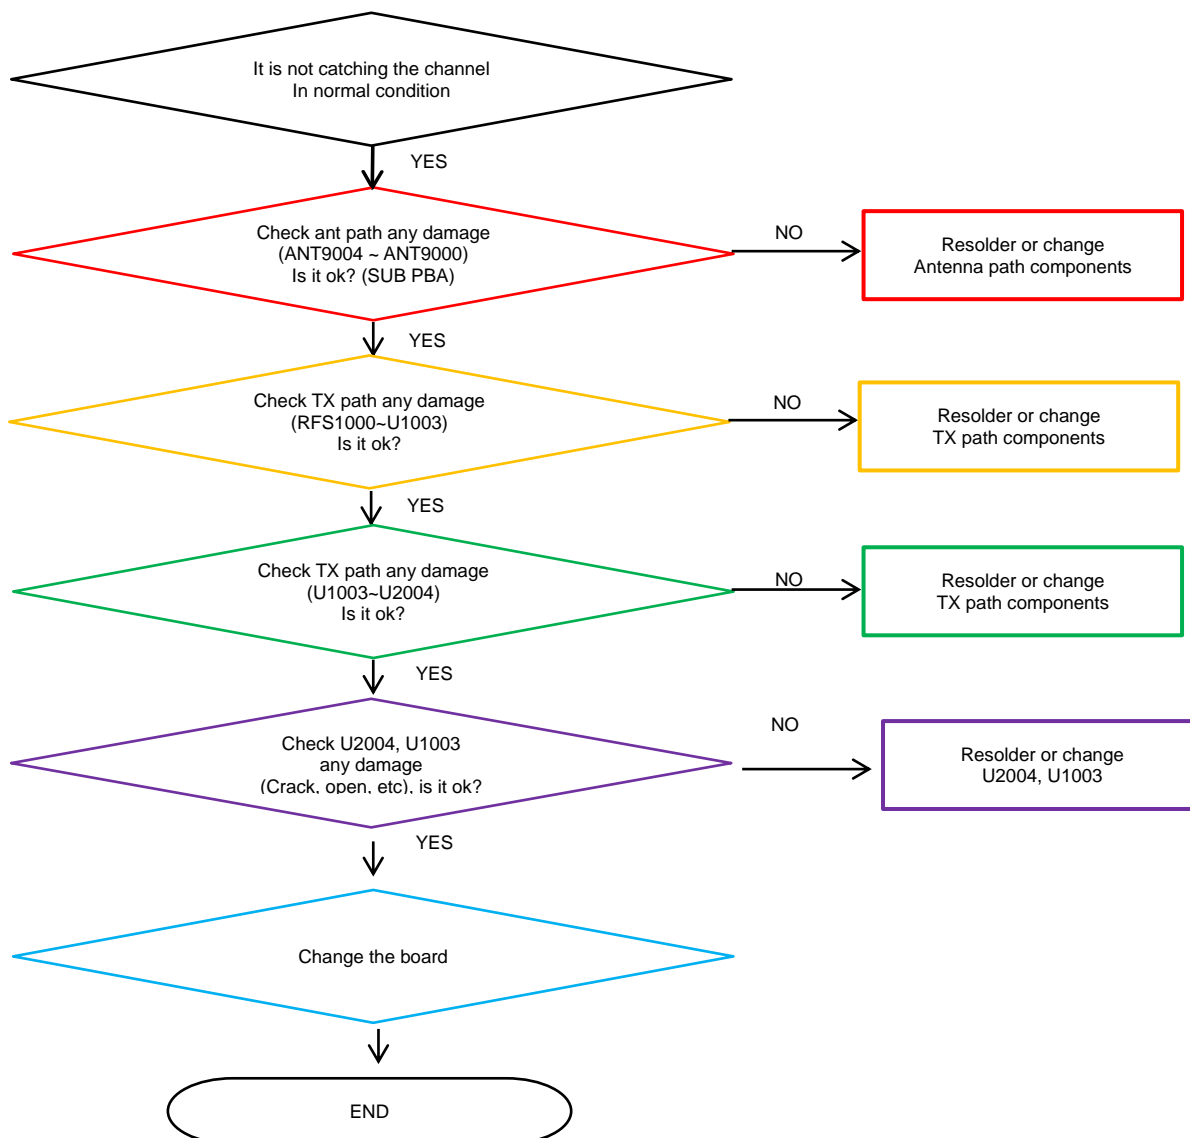 It is not catching the channel
In normal condition
YES
Check ant path any damage
(ANT9004 ~ ANT9000)
Is it ok? (SUB PBA)
NO
Resolder or change
Antenna path components
YES
Check TX path any damage
(RFS1000~U1003)
Is it ok?
NO
Resolder or change
TX path components
YES
Check TX path any damage
(U1003~U2004)
Is it ok?
NO
Resolder or change
TX path components
YES
Check U2004, U1003
any damage
(Crack, open, etc), is it ok?
NO
Resolder or change
U2004, U1003
YES
Change the board
END